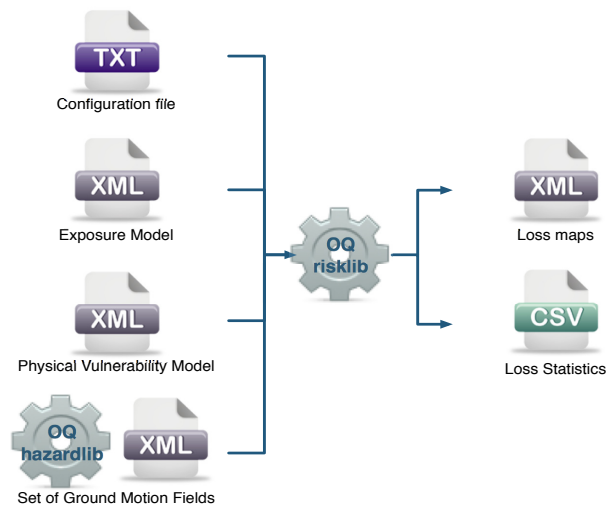 TXT
Configuration file
XML
Exposure Model
XML
Physical Vulnerability Model
OQ
hazardlib
XML
Set of Ground Motion Fields
OQ
risklib
XML
Loss maps
CSV
Loss Statistics